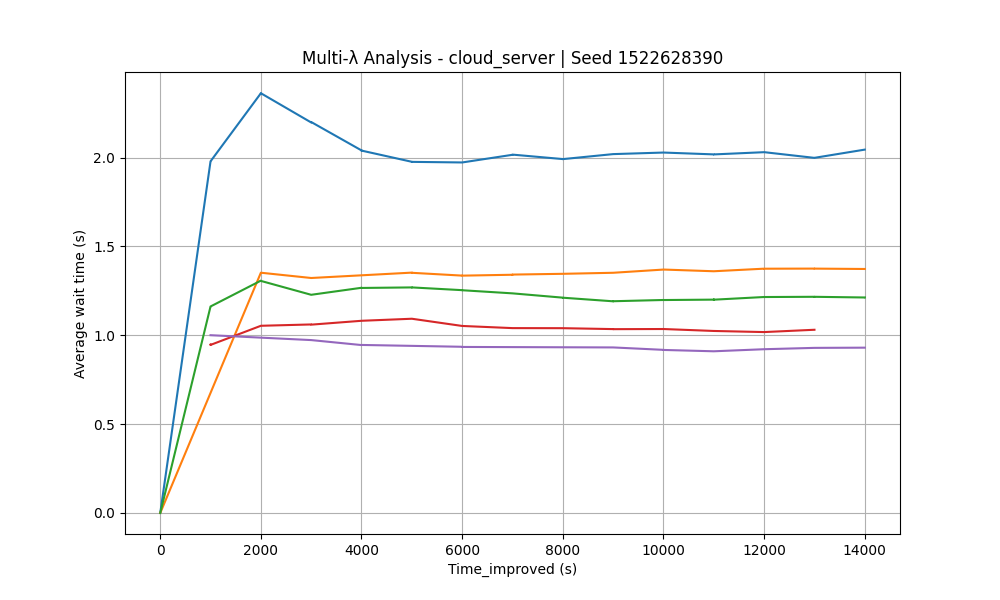 Multi-λ Analysis - cloud_server | Seed 1522628390
Average wait time (s)
2.0
1.5
1.0
0.5
0.0
0 2000 4000 6000 8000 10000 12000 14000
Time_improved (s)